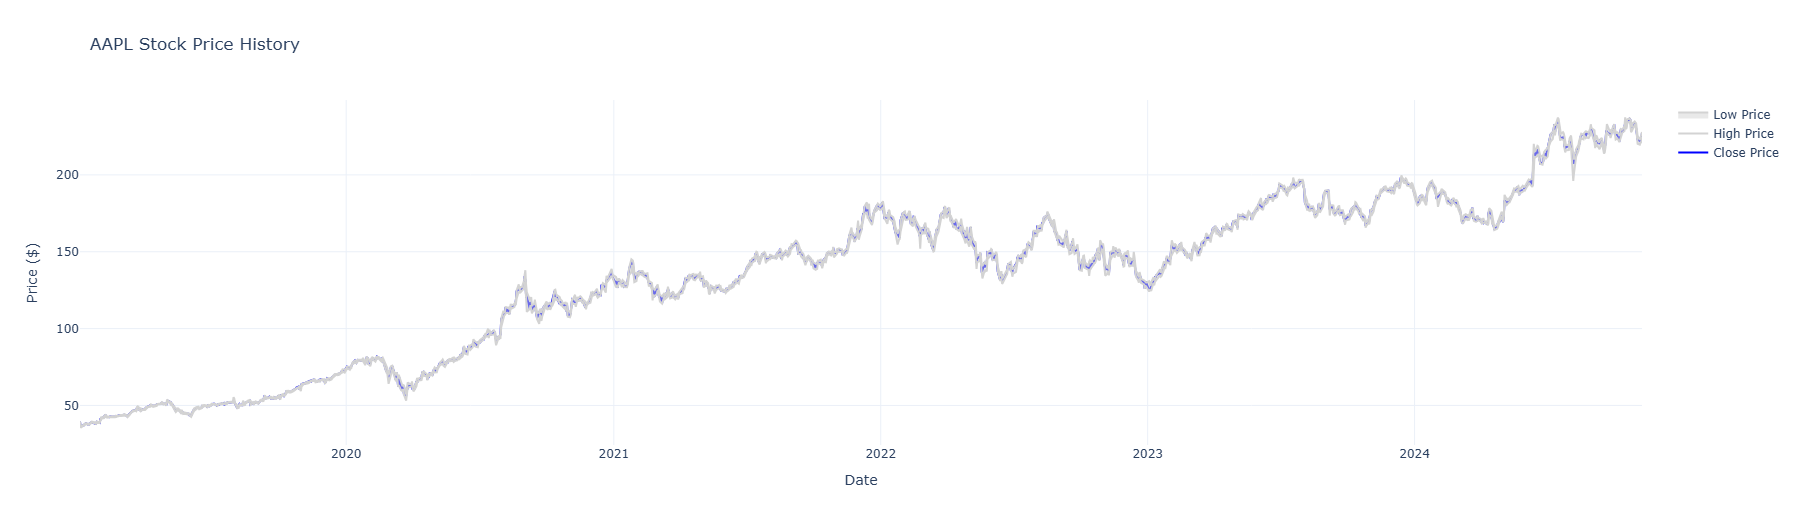 AAPL Stock Price History
Low Price
High Price
Close Price
200
150
100
50
Price ($)
2020
2021
2022
2023
2024
Date